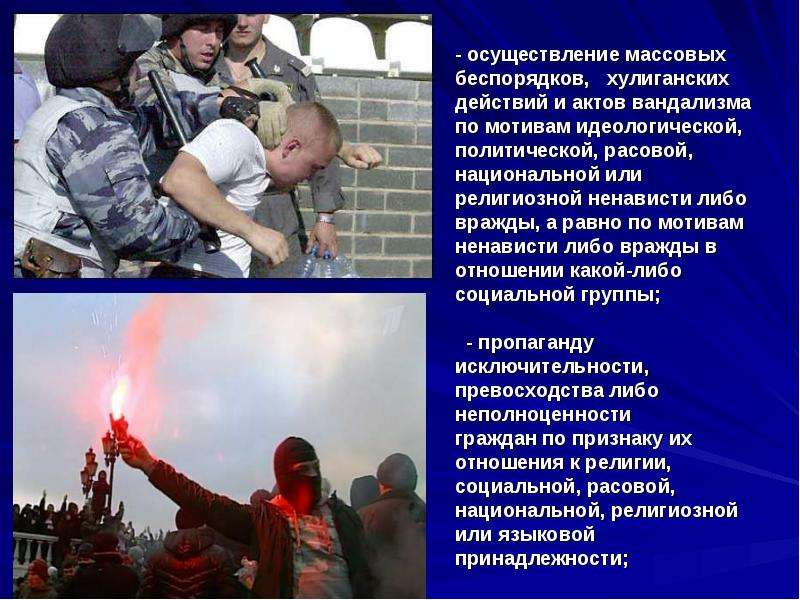 - осуществление массовых
беспорядков, хулиганских
действий и актов вандализма
по мотивам идеологической,
политической, расовой,
национальной или
религиозной ненависти либо
вражды, а равно по мотивам
ненависти либо вражды в
отношении какой-либо
социальной группы;
- пропаганду
исключительности,
превосходства либо
неполноценности
граждан по признаку их
отношения к религии,
социальной, расовой,
национальной, религиозной
или языковой
принадлежности;